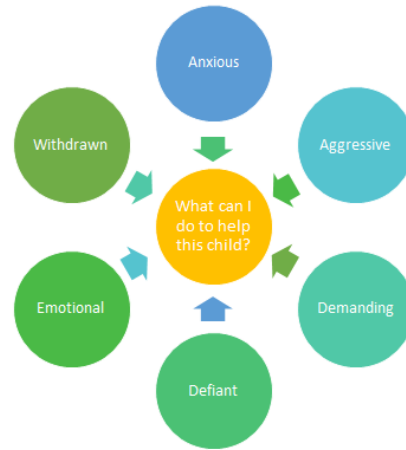 Anxious
Withdrawn
Aggressive
What can I
do to help
this child?
Emotional
Demanding
Defiant